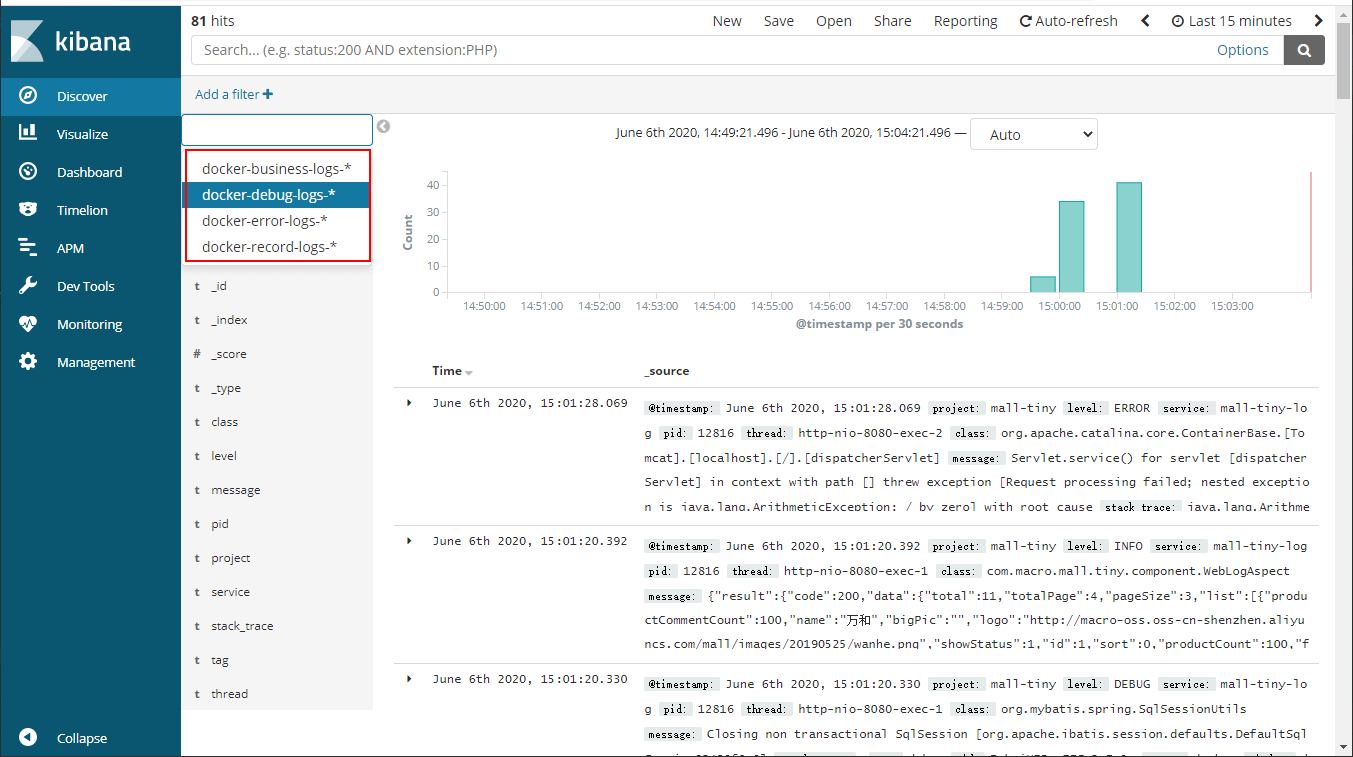 81 hits
New Save Open Share Reporting Auto-refresh Last 15 minutes
kibana
Search... (e.g. status:200 AND extension:PHP) Options
Discover
Visualize
Dashboard
Timelion
APM
Dev Tools
Monitoring
Management
Collapse
Add a filter
docker-business-logs-*
docker-debug-logs-*
docker-error-logs-*
docker-record-logs-*
t _id
t _index
# _score
t _type
t class
t level
t message
t pid
t project
t service
t stack_trace
t tag
t thread
June 6th 2020, 14:49:21.496 - June 6th 2020, 15:04:21.496 — Auto
Count
40
30
20
10
0
14:50:00 14:51:00 14:52:00 14:53:00 14:54:00 14:55:00 14:56:00 14:57:00 14:58:00 14:59:00 15:00:00 15:01:00 15:02:00 15:03:00
@timestamp per 30 seconds
Time _source
June 6th 2020, 15:01:28.069
@timestamp: June 6th 2020, 15:01:28.069 project: mall-tiny level: ERROR service: mall-tiny-lo
g pid: 12816 thread: http-nio-8080-exec-2 class: org.apache.catalina.core.ContainerBase.[To
mcat].[localhost].[/].[dispatcherServlet] message: Servlet.service() for servlet [dispatcher
Servlet] in context with path [] threw exception [Request processing failed; nested exceptio
n is java.lang.ArithmeticException: / by zero] with root cause stack_trace: java.lang.Arithme
June 6th 2020, 15:01:20.392
@timestamp: June 6th 2020, 15:01:20.392 project: mall-tiny level: INFO service: mall-tiny-log
pid: 12816 thread: http-nio-8080-exec-1 class: com.macro.mall.tiny.component.WebLogAspect
message: {"result":{"code":200,"data":{"total":11,"totalPage":4,"pageSize":3,"list":[{"produ
ctCommentCount":100,"name":"万和","bigPic":"","logo":"http://macro-oss.oss-cn-shenzhen.aliyu
ncs.com/mall/images/20190525/wanhe.png","showStatus":1,"id":1,"sort":0,"productCount":100,"f
June 6th 2020, 15:01:20.330
@timestamp: June 6th 2020, 15:01:20.330 project: mall-tiny level: DEBUG service: mall-tiny-lo
g pid: 12816 thread: http-nio-8080-exec-1 class: org.mybatis.spring.SqlSessionUtils
message: Closing non transactional SqlSession [org.apache.ibatis.session.defaults.DefaultSql